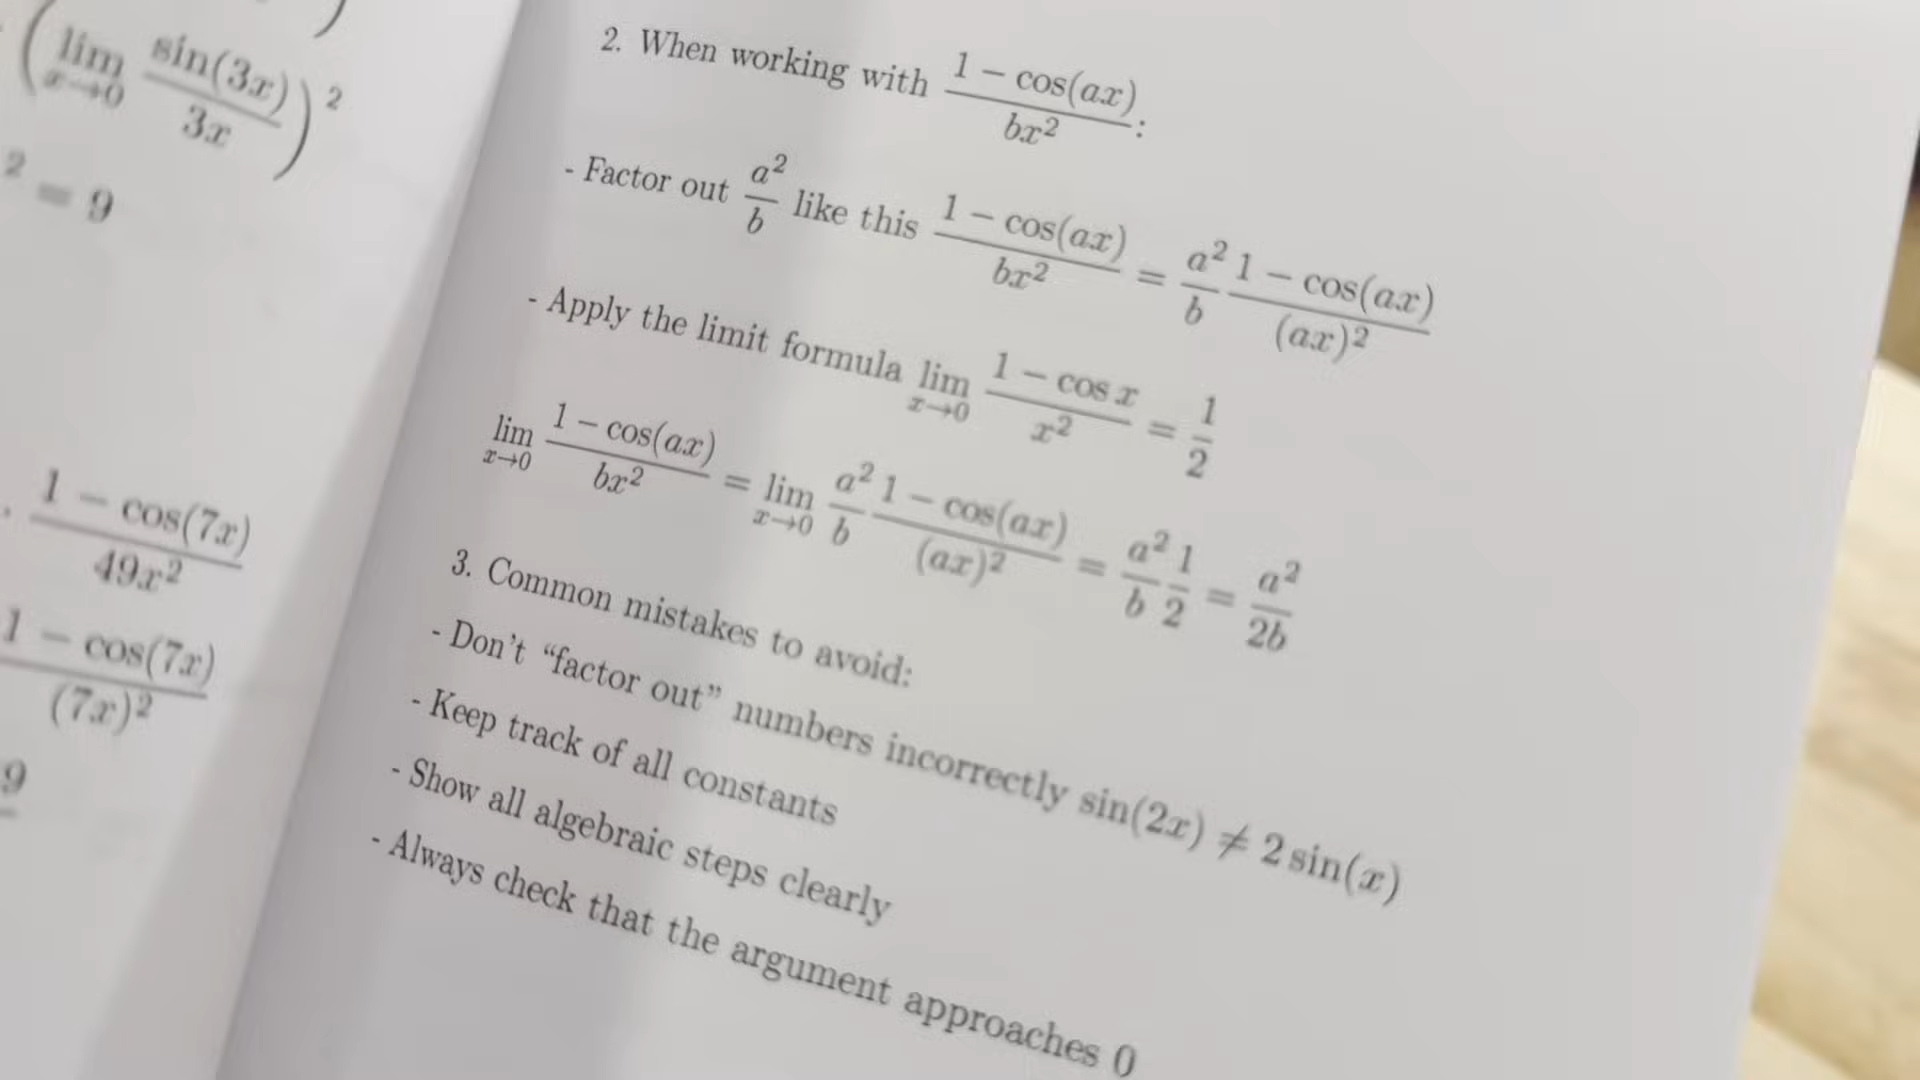 (lim x→0 sin(3x)/3x)²
² = 9
· 1 − cos(7x)/49x²
1 − cos(7x)/(7x)²
9
2. When working with 1 − cos(ax)/bx²:
- Factor out a²/b like this 1 − cos(ax)/bx² = a²/b 1 − cos(ax)/(ax)²
- Apply the limit formula lim x→0 1 − cos x/x² = 1/2
lim x→0 1 − cos(ax)/bx² = lim x→0 a²/b 1 − cos(ax)/(ax)² = a²/b 1/2 = a²/2b
3. Common mistakes to avoid:
- Don't “factor out” numbers incorrectly sin(2x) ≠ 2 sin(x)
- Keep track of all constants
- Show all algebraic steps clearly
- Always check that the argument approaches 0